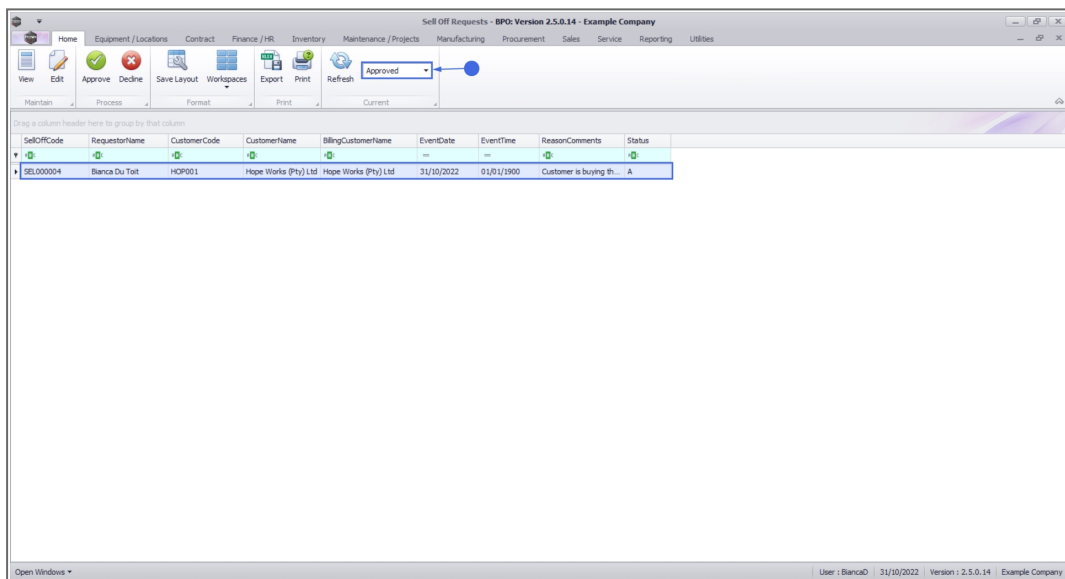 Sell Off Requests - BPO: Version 2.5.0.14 - Example Company
Home Equipment / Locations Contract Finance / HR Inventory Maintenance / Projects Manufacturing Procurement Sales Service Reporting Utilities
View Edit Approve Decline Save Layout Workspaces Export Print Refresh Approved
Maintain Process Format Print Current
Drag a column header here to group by that column
SellOffCode RequestorName CustomerCode CustomerName BillingCustomerName EventDate EventTime ReasonComments Status
SEL000004 Bianca Du Toit HOP001 Hope Works (Pty) Ltd Hope Works (Pty) Ltd 31/10/2022 01/01/1900 Customer is buying th... A
Open Windows User : BiancaD 31/10/2022 Version : 2.5.0.14 Example Company